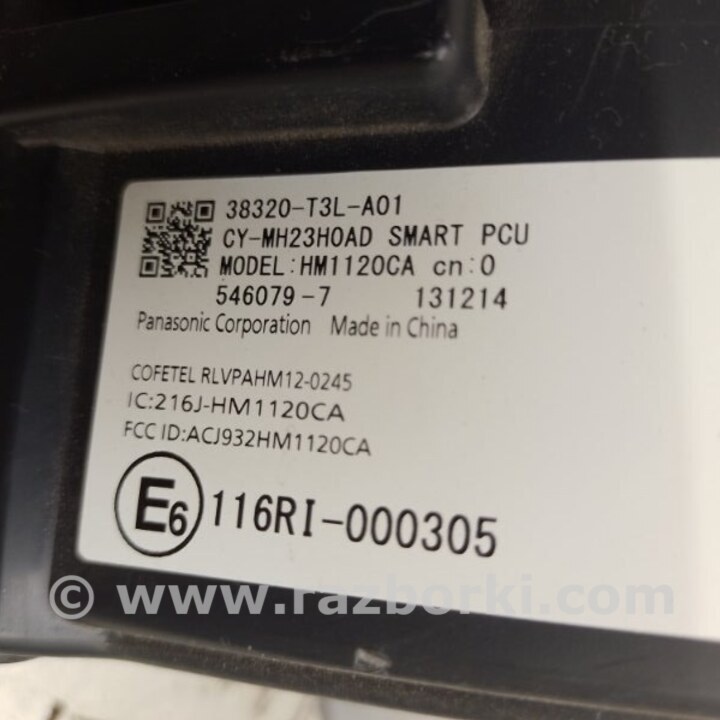 38320-T3L-A01
CY-MH23H0AD SMART PCU
MODEL:HM1120CA cn:0
546079-7 131214
Panasonic Corporation Made in China
COFETEL RLVPAHM12-0245
IC:216J-HM1120CA
FCC ID:ACJ932HM1120CA
E6 116RI-000305
© www.razborki.com